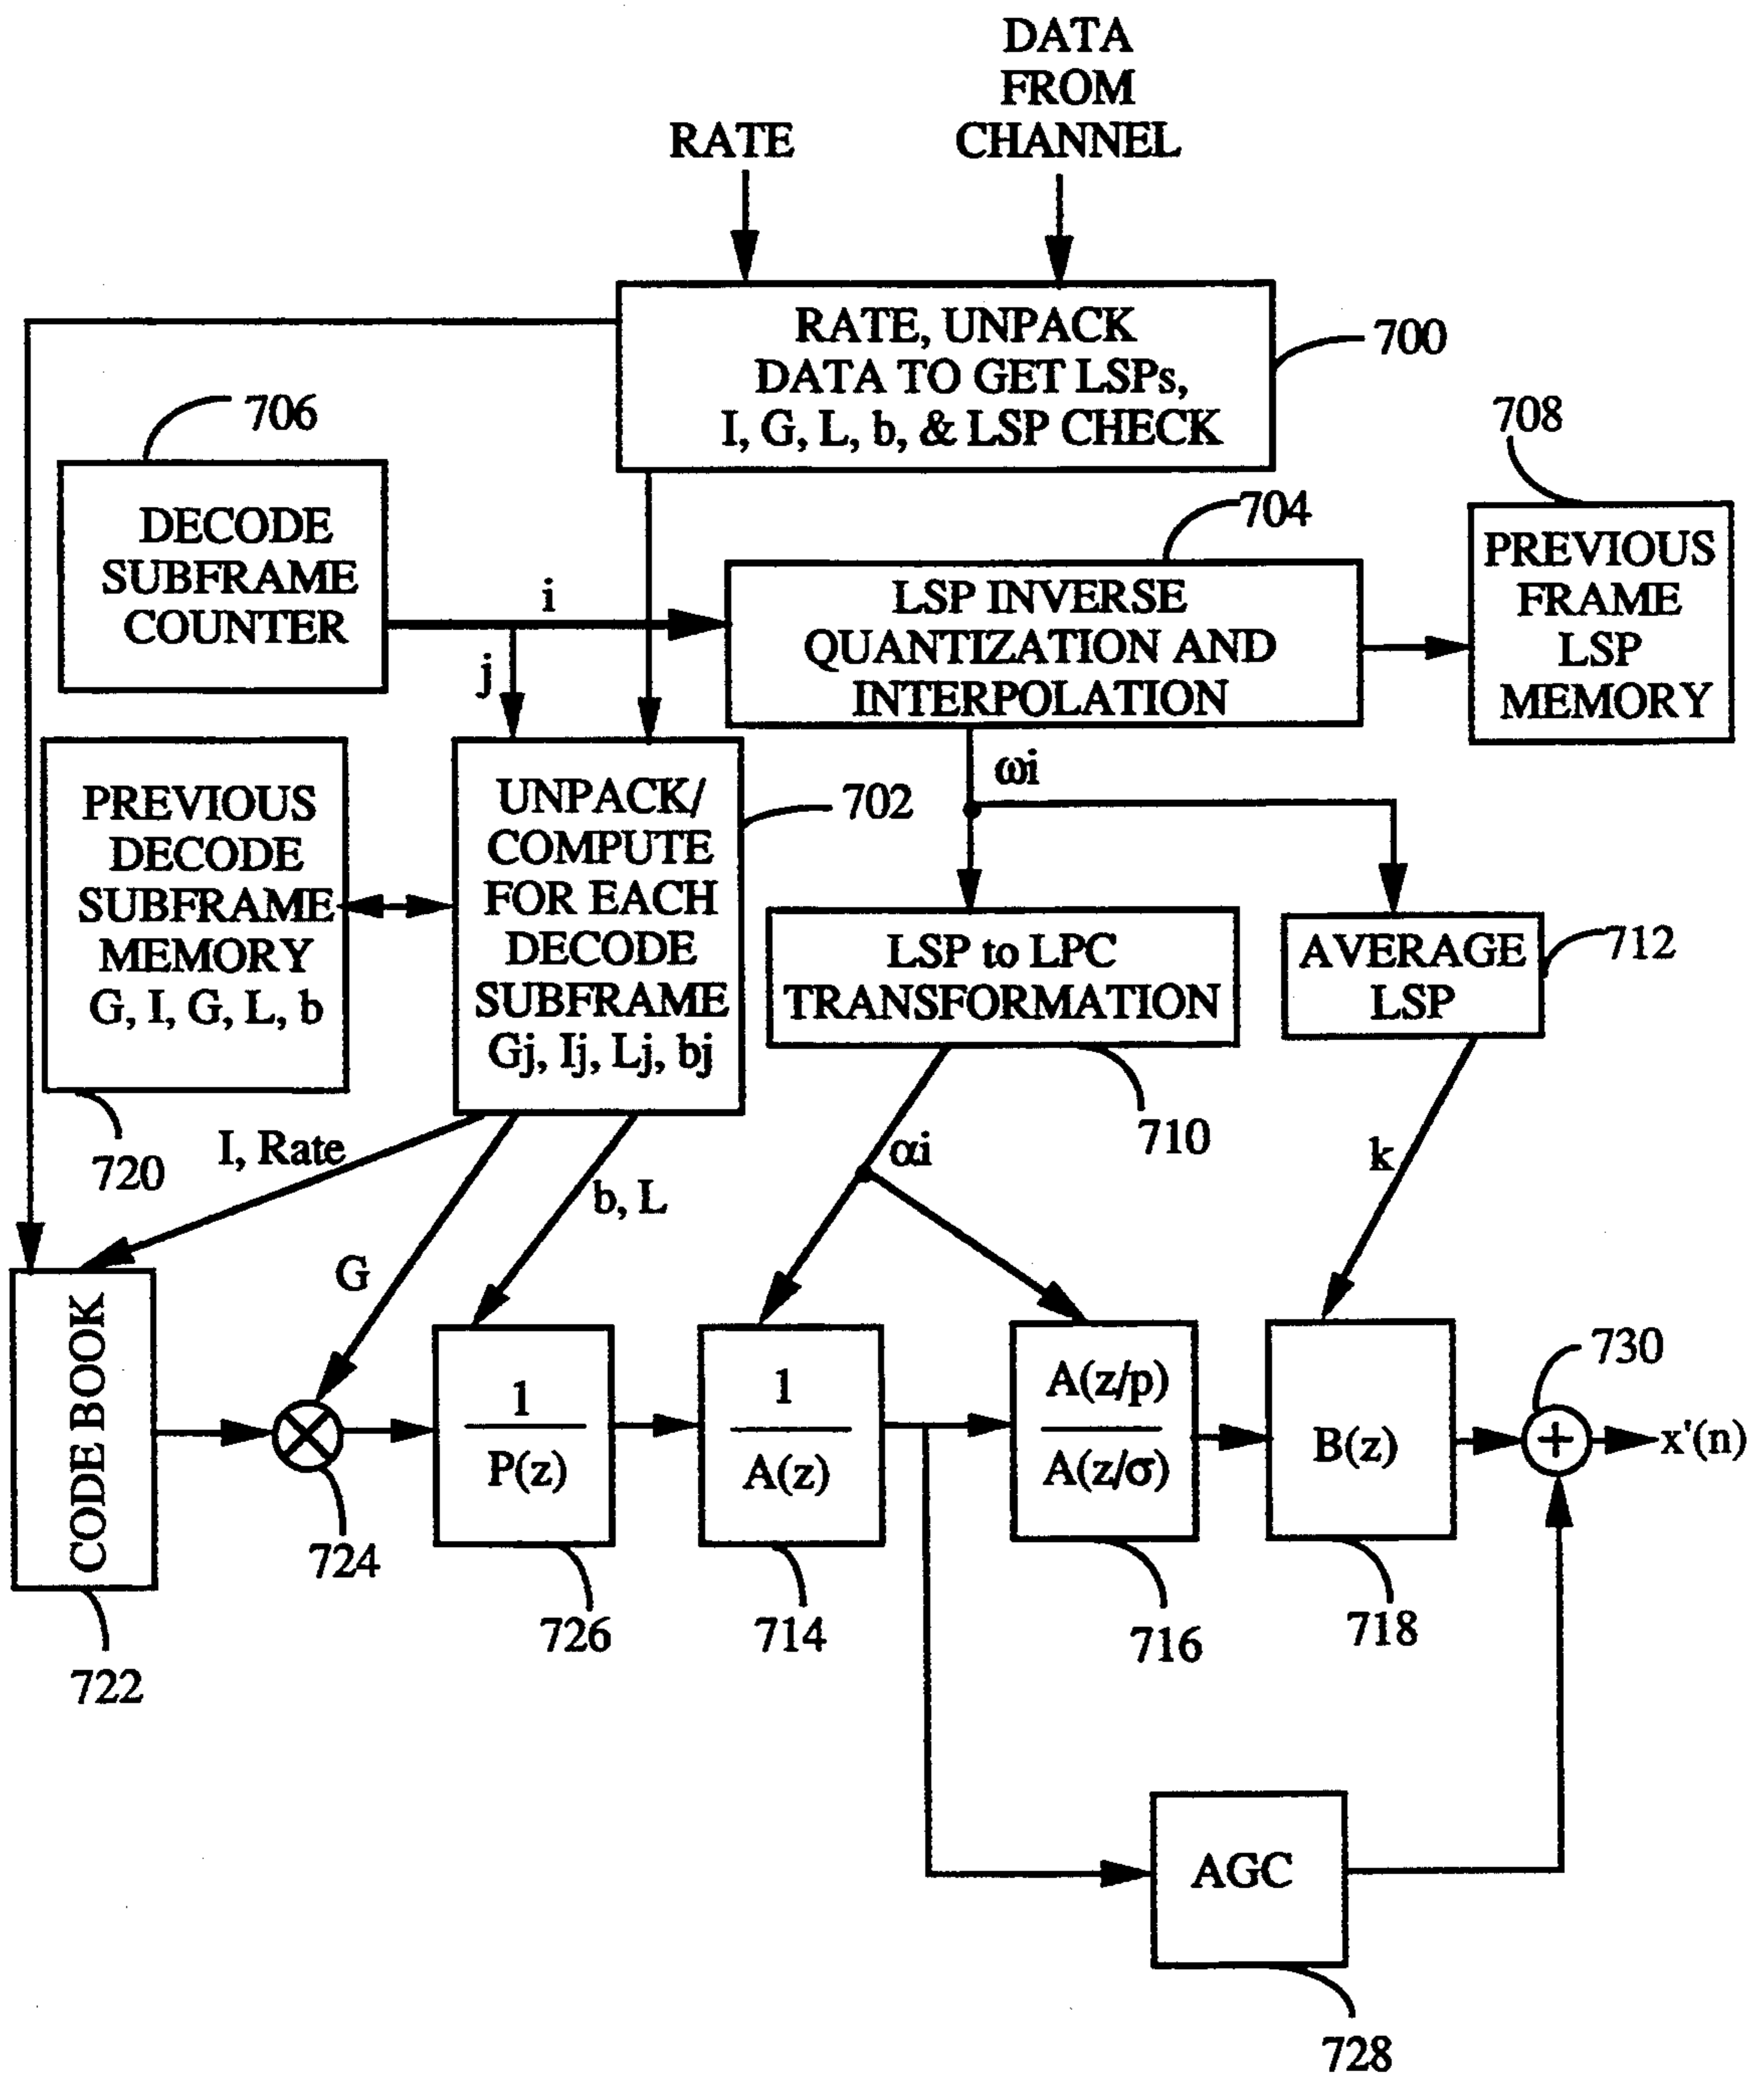 DATA
FROM
CHANNEL
RATE
RATE, UNPACK
DATA TO GET LSPs,
I, G, L, b, & LSP CHECK
700
706
708
DECODE
SUBFRAME
COUNTER
i
j
704
LSP INVERSE
QUANTIZATION AND
INTERPOLATION
PREVIOUS
FRAME
LSP
MEMORY
ωi
PREVIOUS
DECODE
SUBFRAME
MEMORY
G, I, G, L, b
UNPACK/
COMPUTE
FOR EACH
DECODE
SUBFRAME
Gj, Ij, Lj, bj
702
LSP to LPC
TRANSFORMATION
AVERAGE
LSP
712
720
I, Rate
G
b, L
αi
710
k
CODE BOOK
1
P(z)
1
A(z)
A(z/p)
A(z/σ)
B(z)
730
+
x'(n)
724
726
714
716
718
722
AGC
728